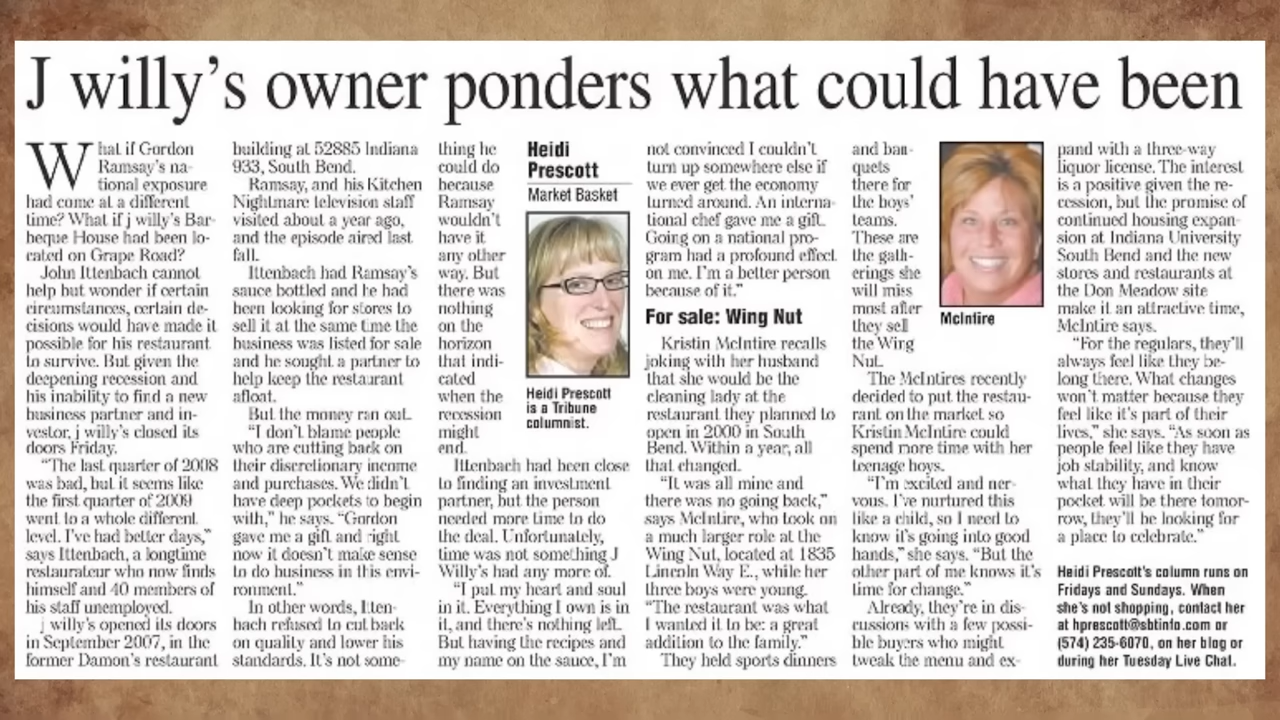 J willy's owner ponders what could have been
What if Gordon
Ramsay's na-
tional exposure
had come at a different
time? What if j willy's Bar-
beque House had been lo-
cated on Grape Road?
John Ittenbach cannot
help but wonder if certain
circumstances, certain de-
cisions would have made it
possible for his restaurant
to survive. But given the
deepening recession and
his inability to find a new
business partner and in-
vestor, j willy's closed its
doors Friday.
"The last quarter of 2008
was bad, but it seems like
the first quarter of 2009
went to a whole different
level. I've had better days,"
says Ittenbach, a longtime
restaurateur who now finds
himself and 40 members of
his staff unemployed.
j willy's opened its doors
in September 2007, in the
former Damon's restaurant
building at 52885 Indiana
933, South Bend.
Ramsay, and his Kitchen
Nightmare television staff
visited about a year ago,
and the episode aired last
fall.
Ittenbach had Ramsay's
sauce bottled and he had
been looking for stores to
sell it at the same time the
business was listed for sale
and he sought a partner to
help keep the restaurant
afloat.
But the money ran out.
"I don't blame people
who are cutting back on
their discretionary income
and purchases. We didn't
have deep pockets to begin
with," he says. "Gordon
gave me a gift and right
now it doesn't make sense
to do business in this envi-
ronment."
In other words, Itten-
bach refused to cut back
on quality and lower his
standards. It's not some-
thing he
could do
because
Ramsay
wouldn't
have it
any other
way. But
there was
nothing
on the
horizon
that indi-
cated
when the
recession
might
end.
Heidi
Prescott
Market Basket
Heidi Prescott
is a Tribune
columnist.
Ittenbach had been close
to finding an investment
partner, but the person
needed more time to do
the deal. Unfortunately,
time was not something J
Willy's had any more of.
"I put my heart and soul
in it. Everything I own is in
it, and there's nothing left.
But having the recipes and
my name on the sauce, I'm
not convinced I couldn't
turn up somewhere else if
we ever get the economy
turned around. An interna-
tional chef gave me a gift.
Going on a national pro-
gram had a profound effect
on me. I'm a better person
because of it."
For sale: Wing Nut
Kristin McIntire recalls
joking with her husband
that she would be the
cleaning lady at the
restaurant they planned to
open in 2000 in South
Bend. Within a year, all
that changed.
"It was all mine and
there was no going back,"
says McIntire, who took on
a much larger role at the
Wing Nut, located at 1835
Lincoln Way E., while her
three boys were young.
"The restaurant was what
I wanted it to be: a great
addition to the family."
They held sports dinners
and ban-
quets
there for
the boys'
teams.
These are
the gath-
erings she
will miss
most after
they sell
the Wing
Nut.
McIntire
The McIntires recently
decided to put the restau-
rant on the market so
Kristin McIntire could
spend more time with her
teenage boys.
"I'm excited and ner-
vous. I've nurtured this
like a child, so I need to
know it's going into good
hands," she says. "But the
other part of me knows it's
time for change."
Already, they're in dis-
cussions with a few possi-
ble buyers who might
tweak the menu and ex-
pand with a three-way
liquor license. The interest
is a positive given the re-
cession, but the promise of
continued housing expan-
sion at Indiana University
South Bend and the new
stores and restaurants at
the Don Meadow site
make it an attractive time,
McIntire says.
"For the regulars, they'll
always feel like they be-
long there. What changes
won't matter because they
feel like it's part of their
lives," she says. "As soon as
people feel like they have
job stability, and know
what they have in their
pocket will be there tomor-
row, they'll be looking for
a place to celebrate."
Heidi Prescott's column runs on
Fridays and Sundays. When
she's not shopping, contact her
at hprescott@sbtinfo.com or
(574) 235-6070, on her blog or
during her Tuesday Live Chat.